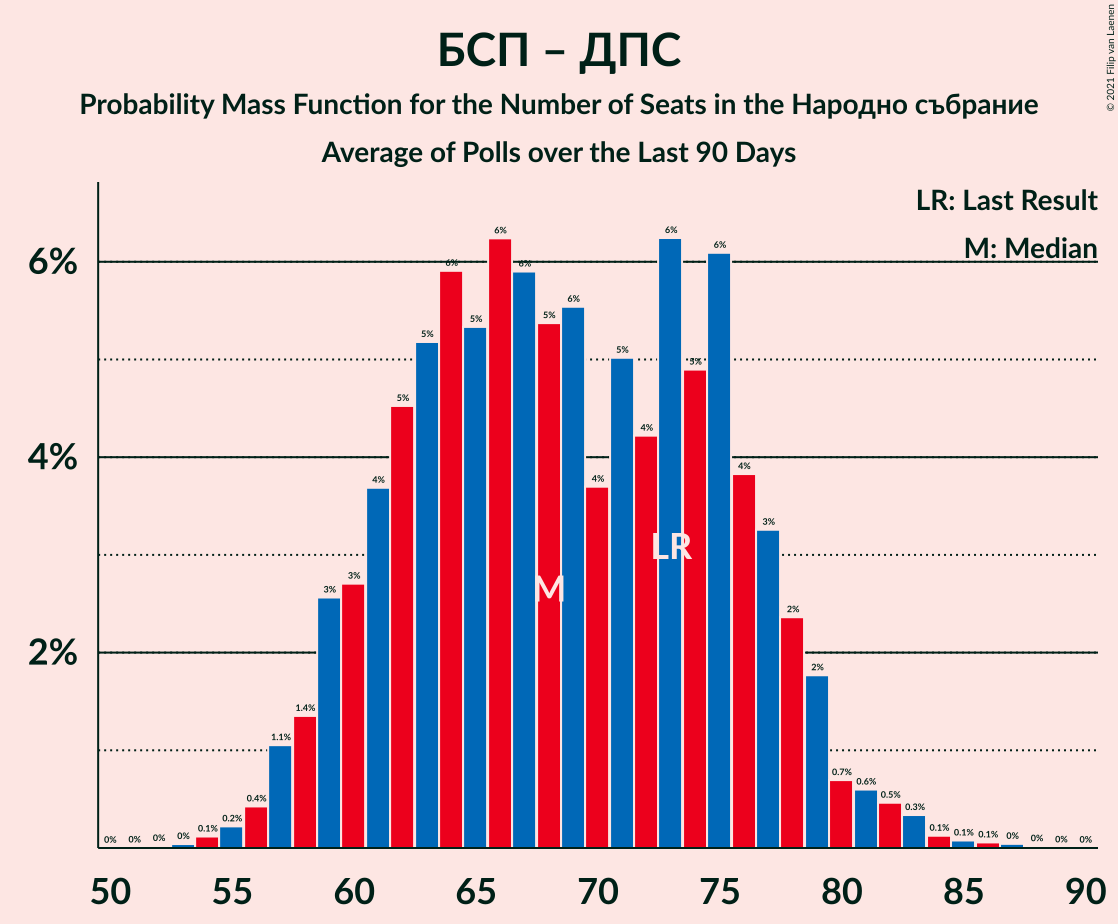 БСП – ДПС
Probability Mass Function for the Number of Seats in the Народно събрание
Average of Polls over the Last 90 Days
© 2021 Filip van Laenen
LR: Last Result
M: Median
6%
4%
2%
0% 0% 0% 0% 0.1% 0.2% 0.4% 1.1% 1.4% 3% 3% 4% 5% 5% 6% 5% 6% 6% 5% 6% 4% 5% 4% 6% 5% 6% 4% 3% 2% 2% 0.7% 0.6% 0.5% 0.3% 0.1% 0.1% 0.1% 0% 0% 0% 0%
LR
M
50 55 60 65 70 75 80 85 90